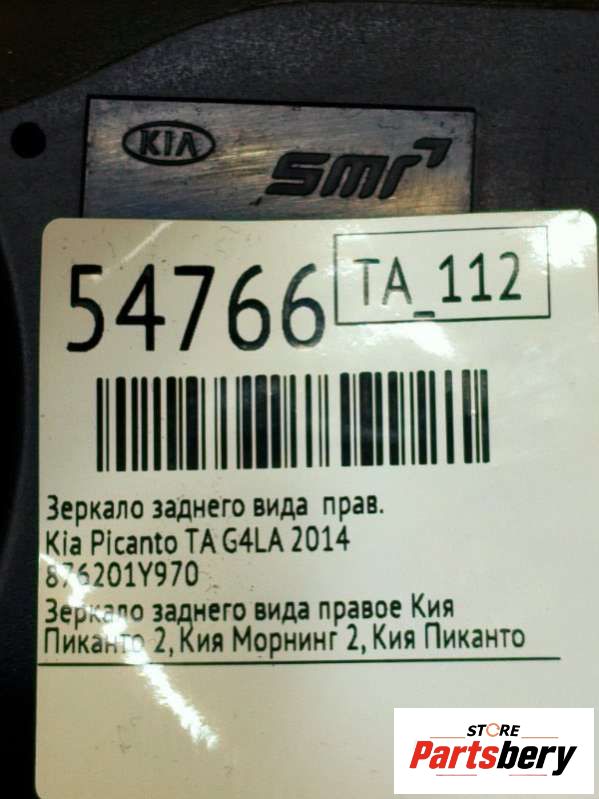 KIA
smr
54766
TA_112
Зеркало заднего вида прав.
Kia Picanto TA G4LA 2014
876201Y970
Зеркало заднего вида правое Кия
Пиканто 2, Кия Морнинг 2, Кия Пиканто
STORE
Partsbery